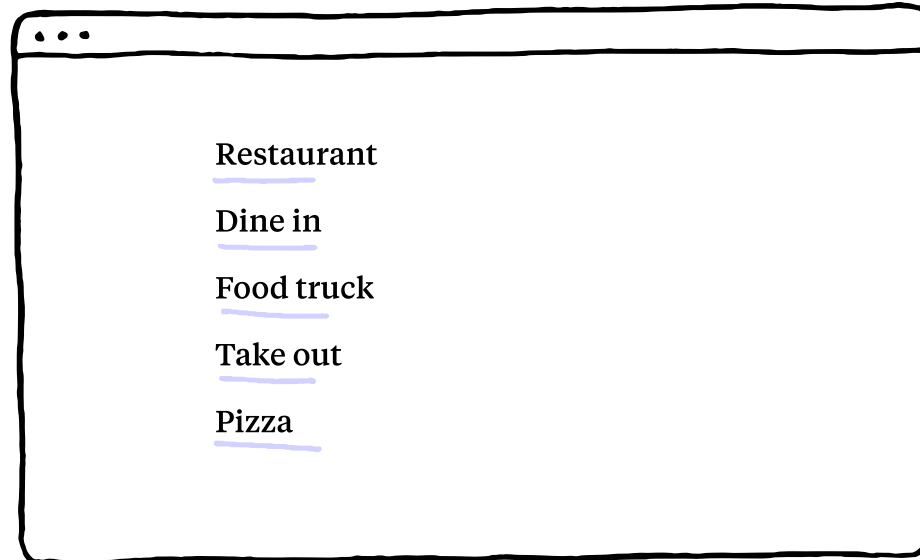 Restaurant
Dine in
Food truck
Take out
Pizza